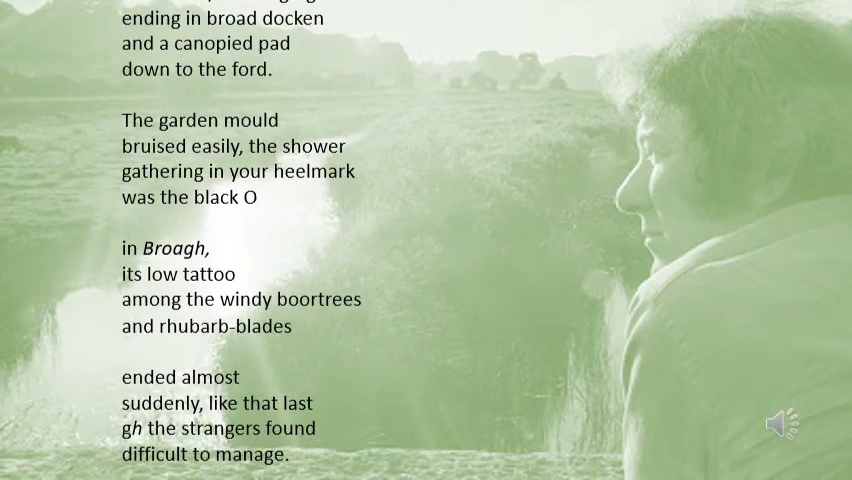 ending in broad docken
and a canopied pad
down to the ford.
The garden mould
bruised easily, the shower
gathering in your heelmark
was the black O
in Broagh,
its low tattoo
among the windy boortrees
and rhubarb-blades
ended almost
suddenly, like that last
gh the strangers found
difficult to manage.